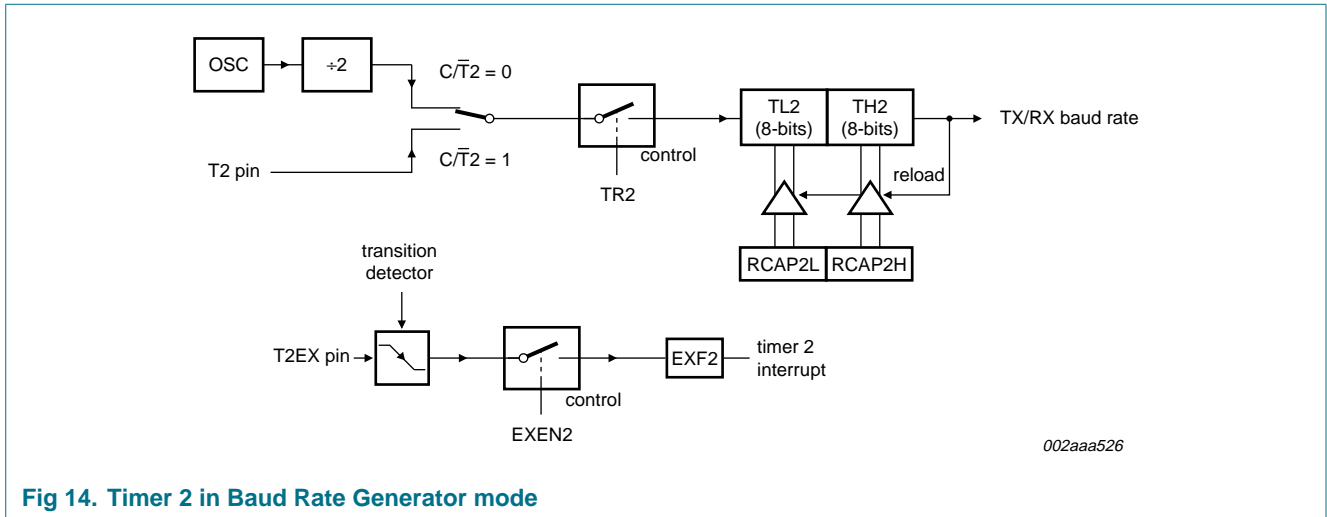 OSC
÷2
C/T̅2 = 0
C/T̅2 = 1
T2 pin
control
TR2
TL2
(8-bits)
TH2
(8-bits)
TX/RX baud rate
reload
RCAP2L
RCAP2H
transition
detector
T2EX pin
control
EXEN2
EXF2
timer 2
interrupt
002aaa526
Fig 14. Timer 2 in Baud Rate Generator mode